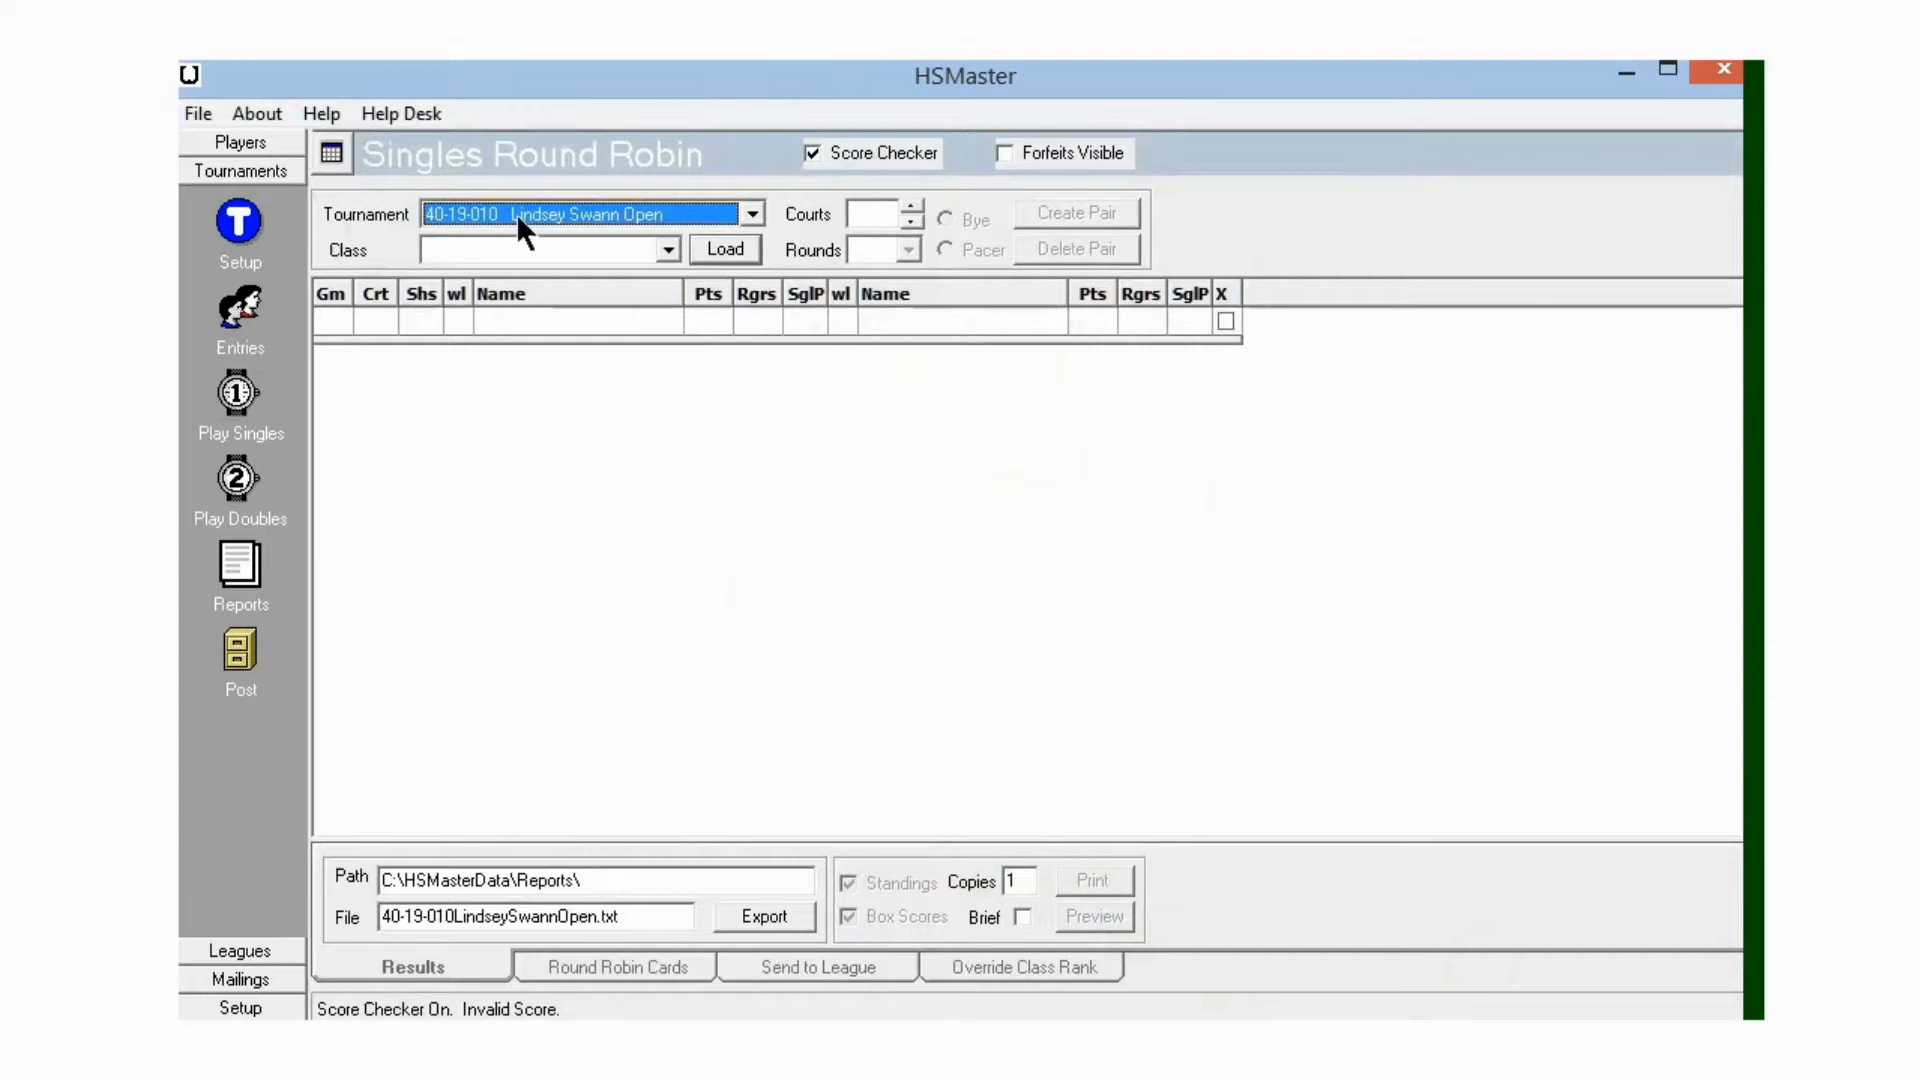 HSMaster
File About Help Help Desk
Players
Tournaments
Setup
Entries
Play Singles
Play Doubles
Reports
Post
Leagues
Mailings
Setup
Singles Round Robin
Score Checker
Forfeits Visible
Tournament 40-19-010 Lindsey Swann Open
Courts
Bye
Create Pair
Class
Load
Rounds
Pacer
Delete Pair
Gm Crt Shs wl Name Pts Rgrs SglP wl Name Pts Rgrs SglP X
Path C:\HSMasterData\Reports\
File 40-19-010LindseySwannOpen.txt
Export
Standings Copies 1 Print
Box Scores Brief Preview
Results Round Robin Cards Send to League Override Class Rank
Score Checker On. Invalid Score.